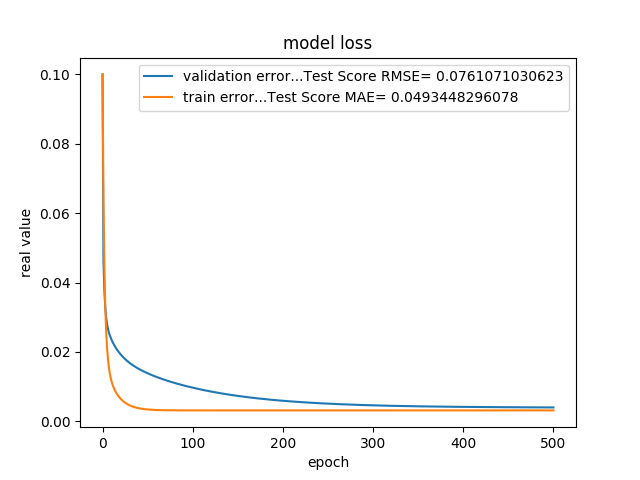 model loss
validation error...Test Score RMSE= 0.0761071030623
train error...Test Score MAE= 0.0493448296078
real value
0.10
0.08
0.06
0.04
0.02
0.00
0 100 200 300 400 500
epoch